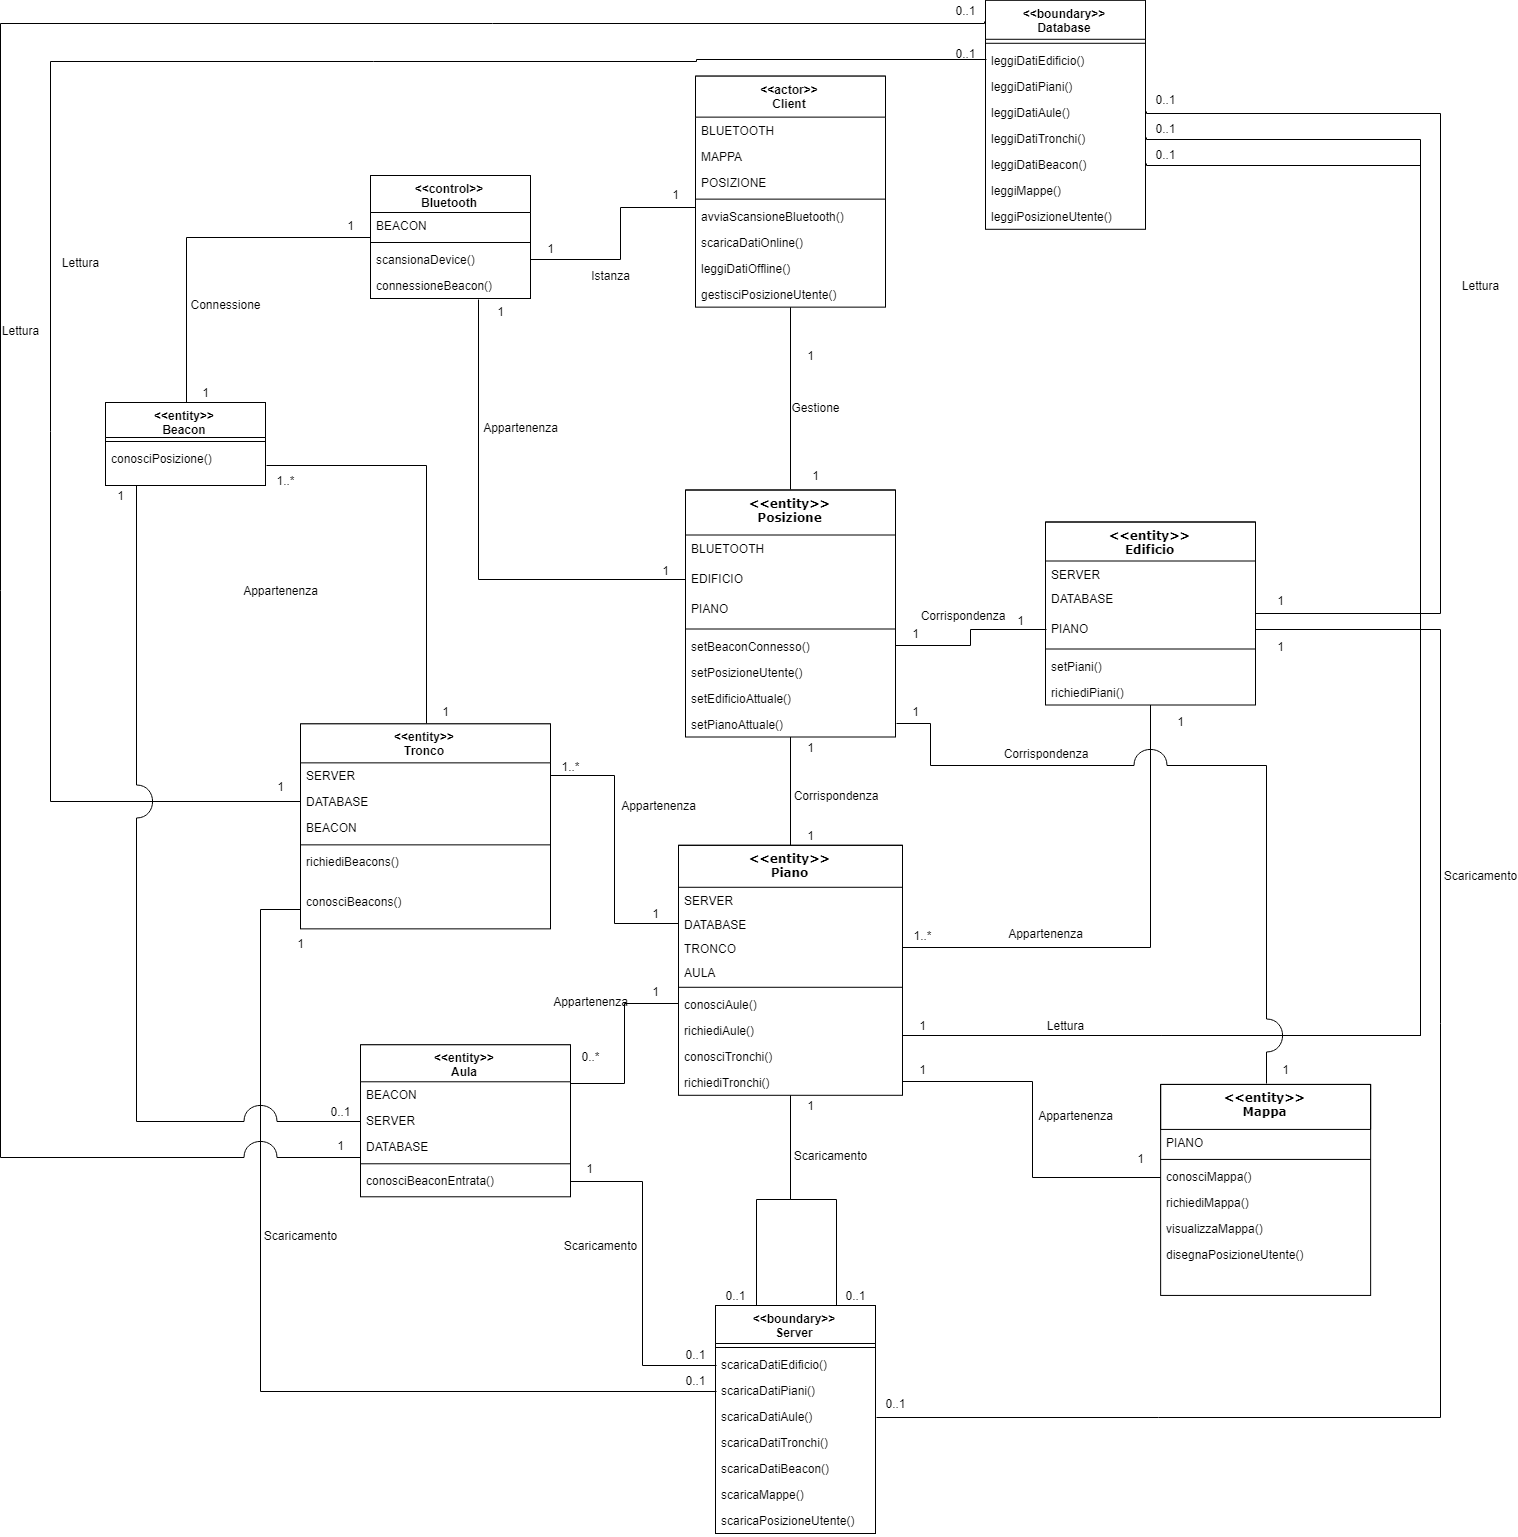 0..1
<<boundary>>
Database
leggiDatiEdificio()
leggiDatiPiani()
leggiDatiAule()
leggiDatiTronchi()
leggiDatiBeacon()
leggiMappe()
leggiPosizioneUtente()
0..1
0..1
0..1
0..1
<<actor>>
Client
BLUETOOTH
MAPPA
POSIZIONE
avviaScansioneBluetooth()
scaricaDatiOnline()
leggiDatiOffline()
gestisciPosizioneUtente()
<<control>>
Bluetooth
BEACON
scansionaDevice()
connessioneBeacon()
1
1
1
Istanza
1
Lettura
Lettura
Lettura
Connessione
1
1
Gestione
1
Appartenenza
<<entity>>
Beacon
conosciPosizione()
1
1..*
Appartenenza
1
<<entity>>
Posizione
BLUETOOTH
EDIFICIO
PIANO
setBeaconConnesso()
setPosizioneUtente()
setEdificioAttuale()
setPianoAttuale()
1
Corrispondenza
1
<<entity>>
Edificio
SERVER
DATABASE
PIANO
setPiani()
richiediPiani()
1
1
1
1
Corrispondenza
1
<<entity>>
Tronco
SERVER
DATABASE
BEACON
richiediBeacons()
conosciBeacons()
1
1..*
1
Appartenenza
1
Corrispondenza
1
<<entity>>
Piano
SERVER
DATABASE
TRONCO
AULA
conosciAule()
richiediAule()
conosciTronchi()
richiediTronchi()
Scaricamento
1
1..*
Appartenenza
1
Appartenenza
0..*
1
Lettura
1
Appartenenza
1
1
<<entity>>
Mappa
PIANO
conosciMappa()
richiediMappa()
visualizzaMappa()
disegnaPosizioneUtente()
<<entity>>
Aula
BEACON
SERVER
DATABASE
conosciBeaconEntrata()
0..1
1
1
1
Scaricamento
Scaricamento
Scaricamento
0..1
0..1
<<boundary>>
Server
scaricaDatiEdificio()
scaricaDatiPiani()
scaricaDatiAule()
scaricaDatiTronchi()
scaricaDatiBeacon()
scaricaMappe()
scaricaPosizioneUtente()
0..1
0..1
0..1